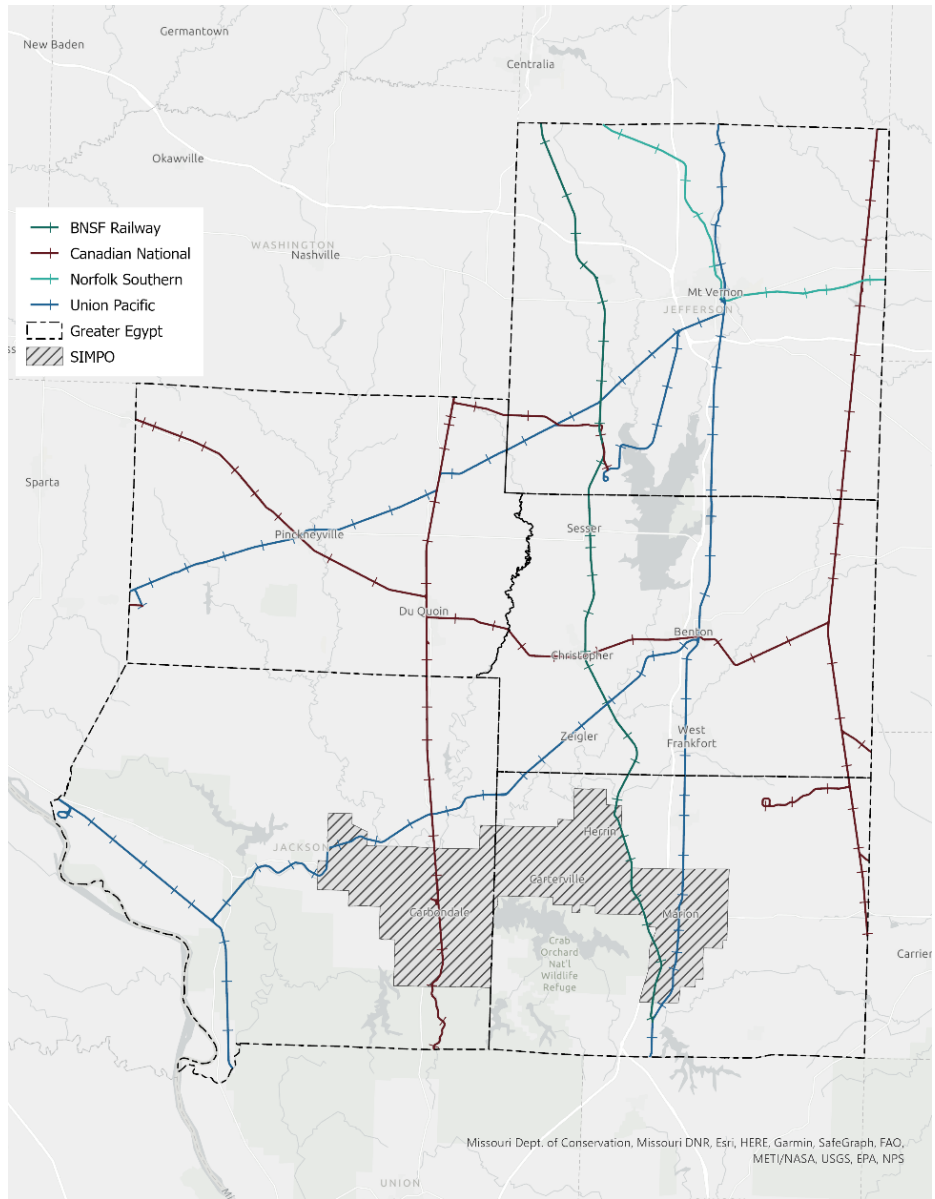 Germantown
New Baden
Centralia
Okawville
BNSF Railway
Canadian National
Norfolk Southern
Union Pacific
Greater Egypt
SIMPO
WASHINGTON
Nashville
Mt Vernon
JEFFERSON
Sparta
Sesser
Pinckneyville
Du Quoin
Benton
Christopher
Zeigler
West
Frankfort
Herrin
JACKSON
Carterville
Carbondale
Marion
Crab
Orchard
Nat'l
Wildlife
Refuge
Carrier
Missouri Dept. of Conservation, Missouri DNR, Esri, HERE, Garmin, SafeGraph, FAO,
METI/NASA, USGS, EPA, NPS
UNION